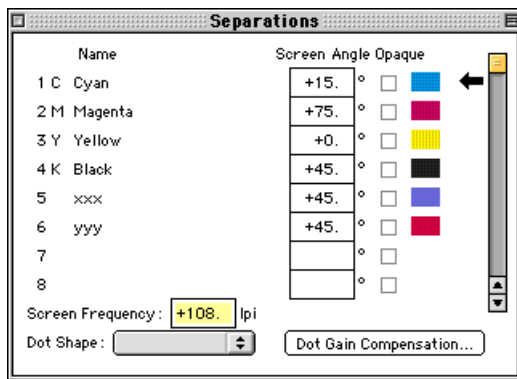 Separations
Name Screen Angle Opaque
1 C Cyan +15. °
2 M Magenta +75. °
3 Y Yellow +0. °
4 K Black +45. °
5 xxx +45. °
6 yyy +45. °
7 °
8 °
Screen Frequency: +108. lpi
Dot Shape: Dot Gain Compensation...